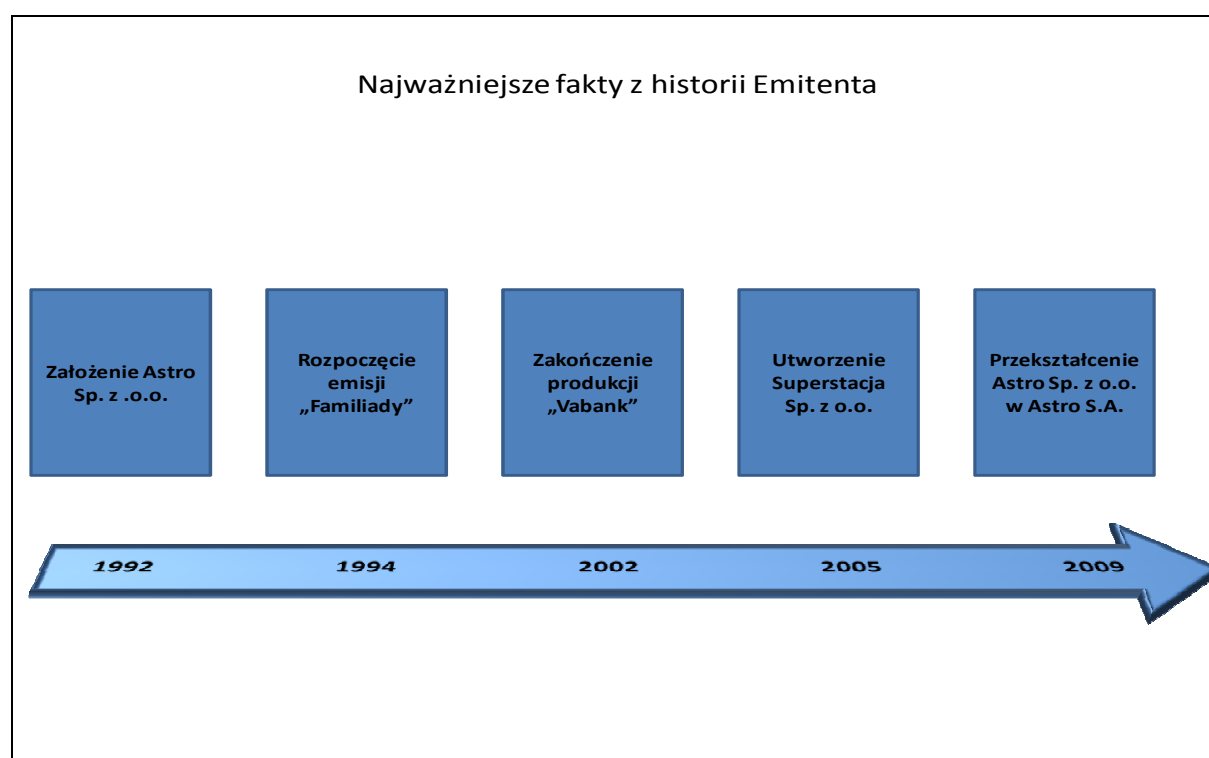 Najważniejsze fakty z historii Emitenta
Założenie Astro
Sp. z .o.o.
Rozpoczęcie
emisji
„Familiady”
Zakończenie
produkcji
„Vabank”
Utworzenie
Superstacja
Sp. z o.o.
Przekształcenie
Astro Sp. z o.o.
w Astro S.A.
1992
1994
2002
2005
2009